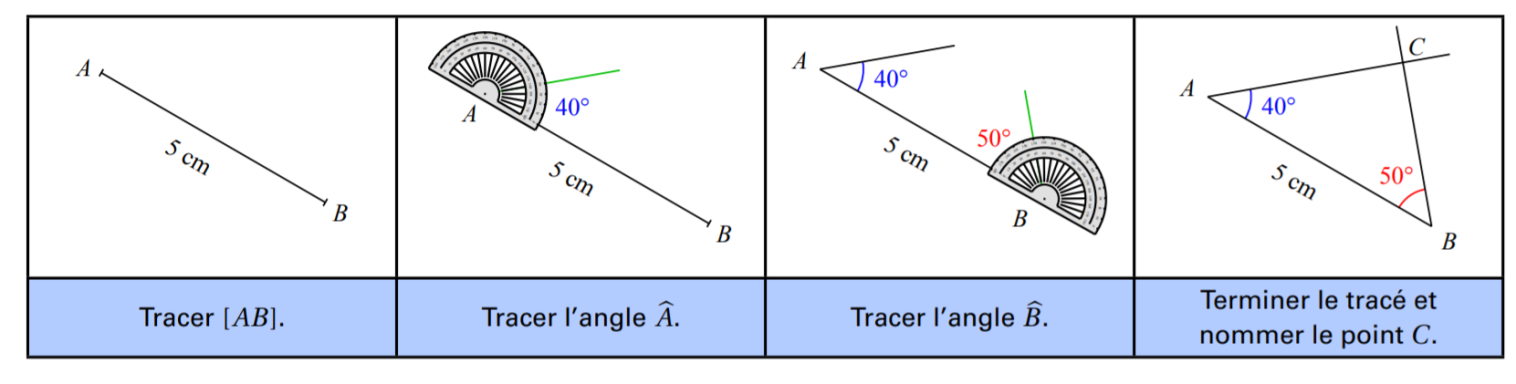 A
5 cm
B
A
40°
5 cm
B
A
40°
50°
5 cm
B
C
A
40°
5 cm
50°
B
Tracer [AB].
Tracer l’angle Â.
Tracer l’angle B̂.
Terminer le tracé et
nommer le point C.